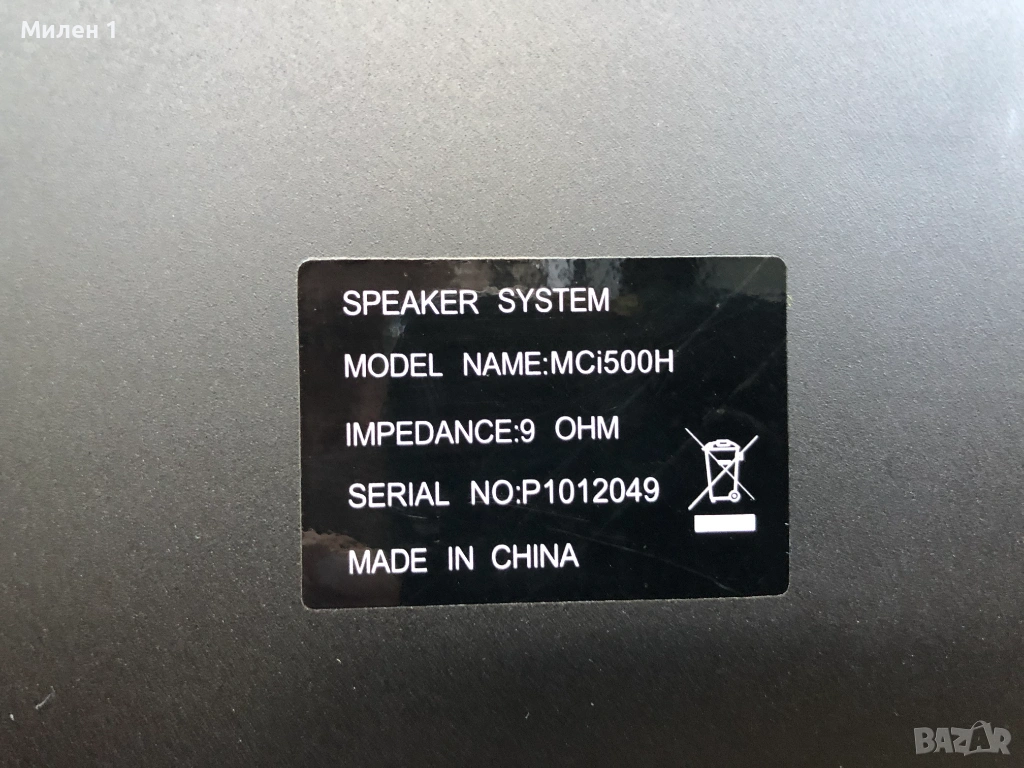 Милен 1
SPEAKER SYSTEM
MODEL NAME:MCi500H
IMPEDANCE:9 OHM
SERIAL NO:P1012049
MADE IN CHINA
BAZAR